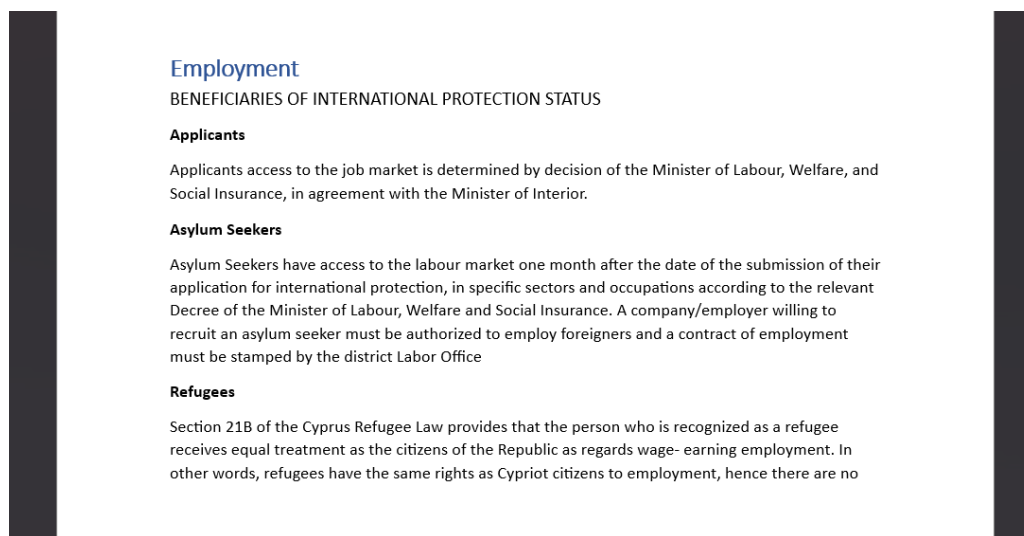 Employment
BENEFICIARIES OF INTERNATIONAL PROTECTION STATUS
Applicants
Applicants access to the job market is determined by decision of the Minister of Labour, Welfare, and
Social Insurance, in agreement with the Minister of Interior.
Asylum Seekers
Asylum Seekers have access to the labour market one month after the date of the submission of their
application for international protection, in specific sectors and occupations according to the relevant
Decree of the Minister of Labour, Welfare and Social Insurance. A company/employer willing to
recruit an asylum seeker must be authorized to employ foreigners and a contract of employment
must be stamped by the district Labor Office
Refugees
Section 21B of the Cyprus Refugee Law provides that the person who is recognized as a refugee
receives equal treatment as the citizens of the Republic as regards wage- earning employment. In
other words, refugees have the same rights as Cypriot citizens to employment, hence there are no